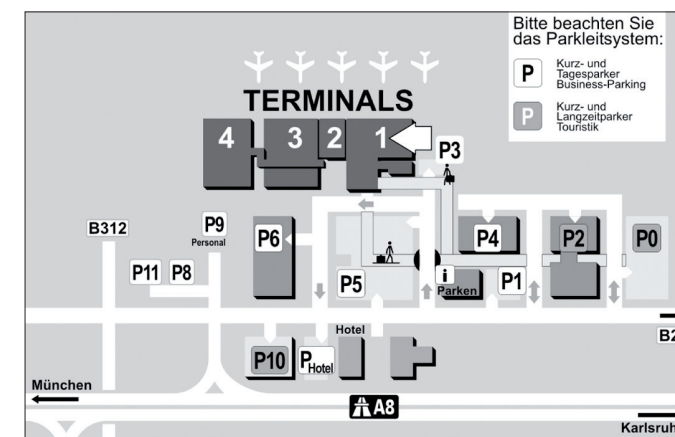 Bitte beachten Sie
das Parkleitsystem:
P Kurz- und
Tagesparker
Business-Parking
P Kurz- und
Langzeitparker
Touristik
TERMINALS
4 3 2 1
P3
B312
P9
Personal
P6
P4
P2
P0
P11 P8
P5
i
Parken
P1
Hotel
P10
PHotel
B2
München
A8
Karlsruh